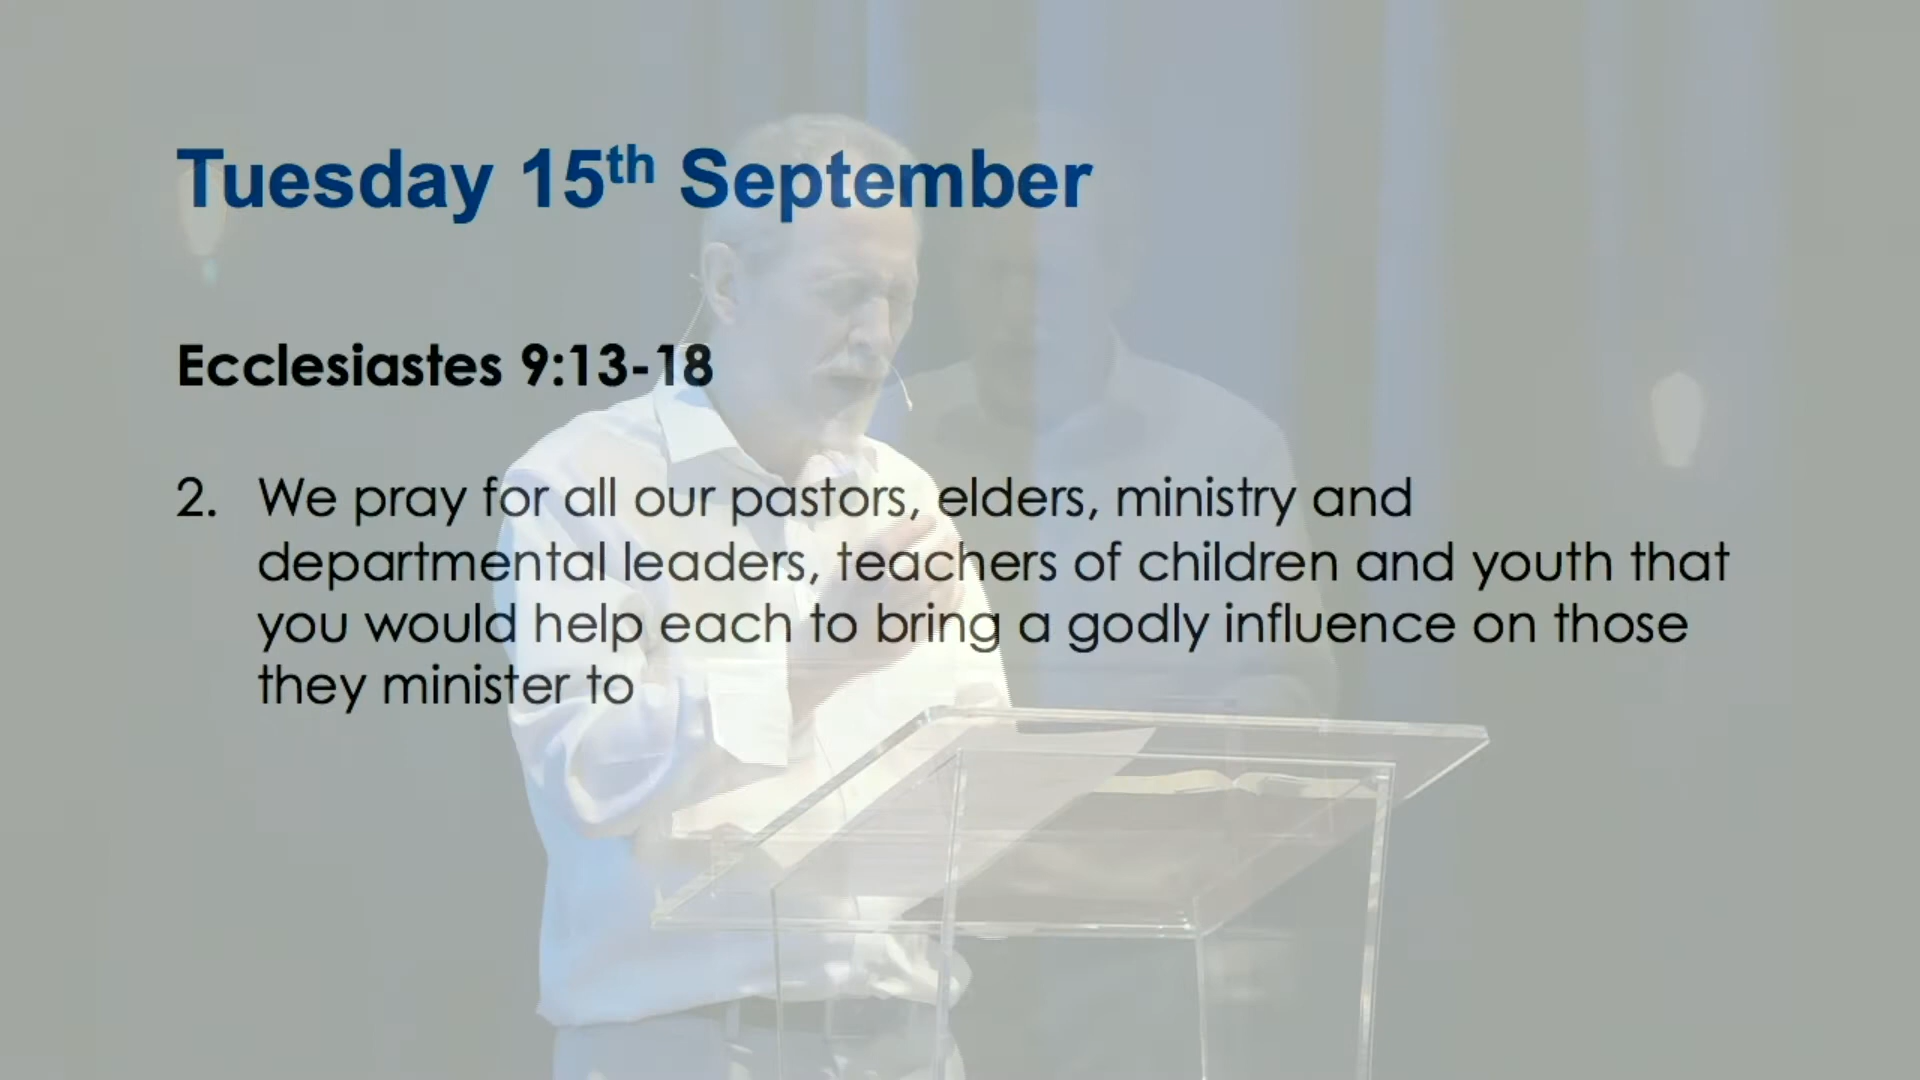 Tuesday 15th September
Ecclesiastes 9:13-18
2. We pray for all our pastors, elders, ministry and
departmental leaders, teachers of children and youth that
you would help each to bring a godly influence on those
they minister to